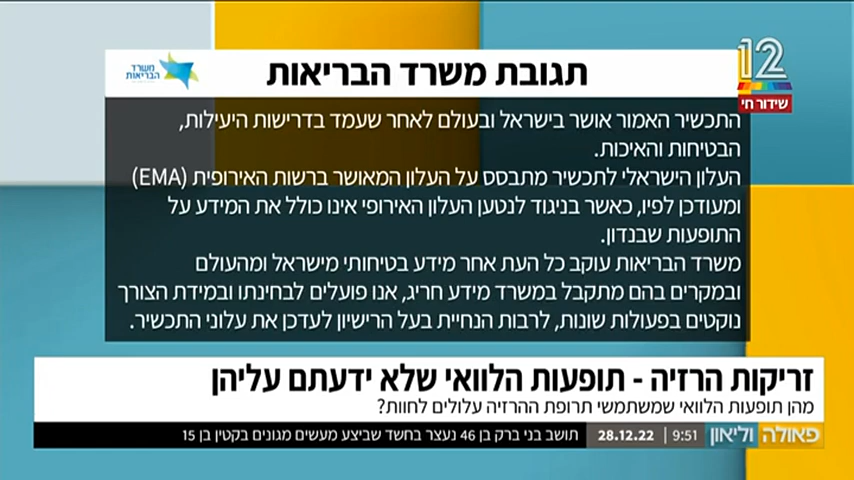 12
שידור חי
משרד
הבריאות
תגובת משרד הבריאות
התכשיר האמור אושר בישראל ובעולם לאחר שעמד בדרישות היעילות,
הבטיחות והאיכות.
העלון הישראלי לתכשיר מתבסס על העלון המאושר ברשות האירופית (EMA)
ומעודכן לפיו, כאשר בניגוד לנטען העלון האירופי אינו כולל את המידע על
התופעות שבנדון.
משרד הבריאות עוקב כל העת אחר מידע בטיחותי מישראל ומהעולם
ובמקרים בהם מתקבל במשרד מידע חריג, אנו פועלים לבחינתו ובמידת הצורך
נוקטים בפעולות שונות, לרבות הנחיית בעל הרישיון לעדכן את עלוני התכשיר.
זריקות הרזיה - תופעות הלוואי שלא ידעתם עליהן
מהן תופעות הלוואי שמשתמשי תרופת ההרזיה עלולים לחוות?
פאולה וליאון 9:51 28.12.22 תושב בני ברק בן 46 נעצר בחשד שביצע מעשים מגונים בקטין בן 15